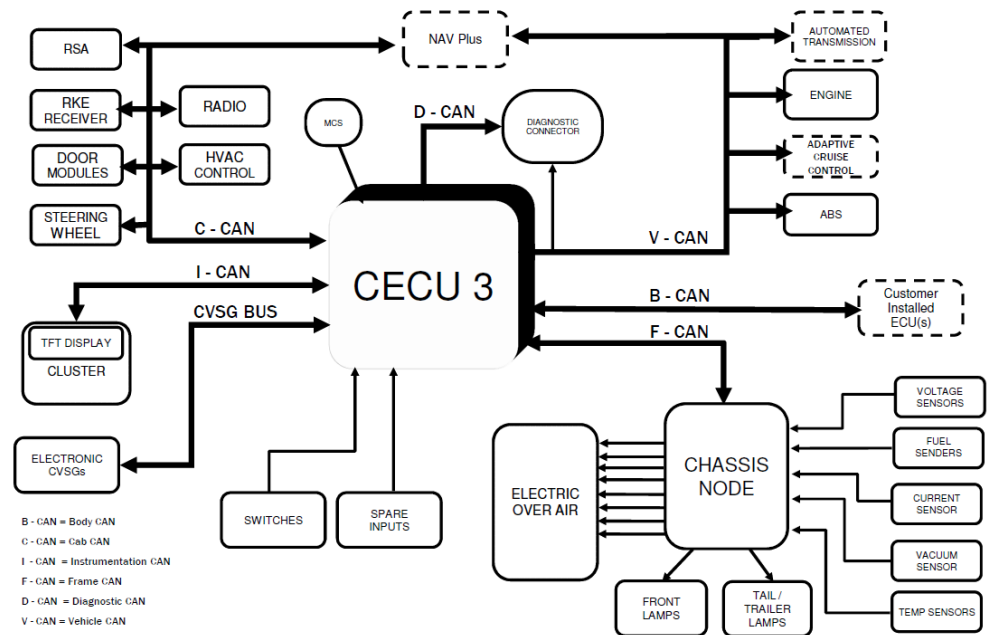 RSA
NAV Plus
AUTOMATED
TRANSMISSION
RKE
RECEIVER
RADIO
MCS
D - CAN
DIAGNOSTIC
CONNECTOR
ENGINE
DOOR
MODULES
HVAC
CONTROL
ADAPTIVE
CRUISE
CONTROL
STEERING
WHEEL
ABS
C - CAN
V - CAN
I - CAN
CECU 3
CVSG BUS
B - CAN
Customer
Installed
ECU(s)
F - CAN
TFT DISPLAY
CLUSTER
VOLTAGE
SENSORS
FUEL
SENDERS
ELECTRONIC
CVSGs
CHASSIS
NODE
ELECTRIC
OVER AIR
CURRENT
SENSOR
SWITCHES
SPARE
INPUTS
VACUUM
SENSOR
FRONT
LAMPS
TAIL /
TRAILER
LAMPS
TEMP SENSORS
B - CAN = Body CAN
C - CAN = Cab CAN
I - CAN = Instrumentation CAN
F - CAN = Frame CAN
D - CAN = Diagnostic CAN
V - CAN = Vehicle CAN